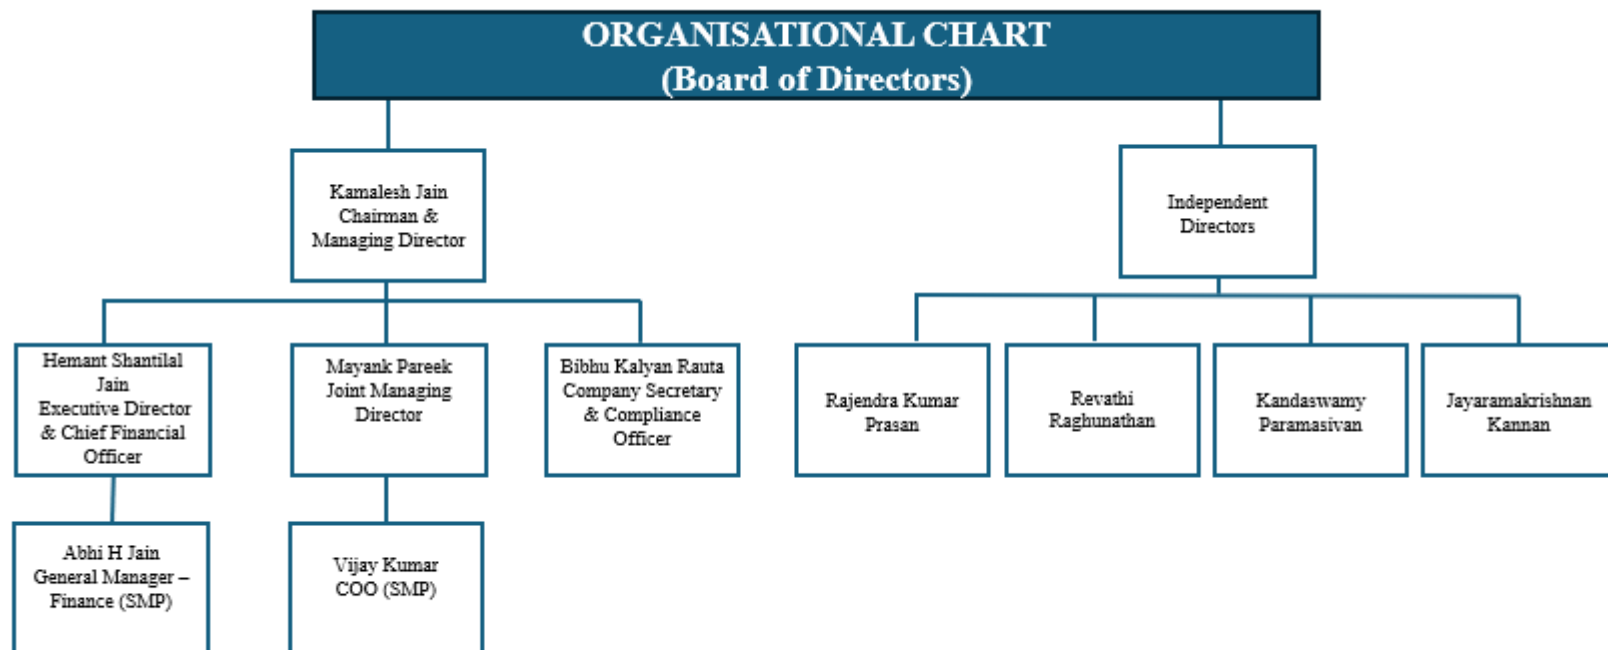 ORGANISATIONAL CHART
(Board of Directors)
Kamalesh Jain
Chairman &
Managing Director
Independent
Directors
Hemant Shantilal
Jain
Executive Director
& Chief Financial
Officer
Mayank Pareek
Joint Managing
Director
Bibhu Kalyan Rauta
Company Secretary
& Compliance
Officer
Rajendra Kumar
Prasan
Revathi
Raghunathan
Kandaswamy
Paramasivan
Jayaramakrishnan
Kannan
Abhi H Jain
General Manager –
Finance (SMP)
Vijay Kumar
COO (SMP)